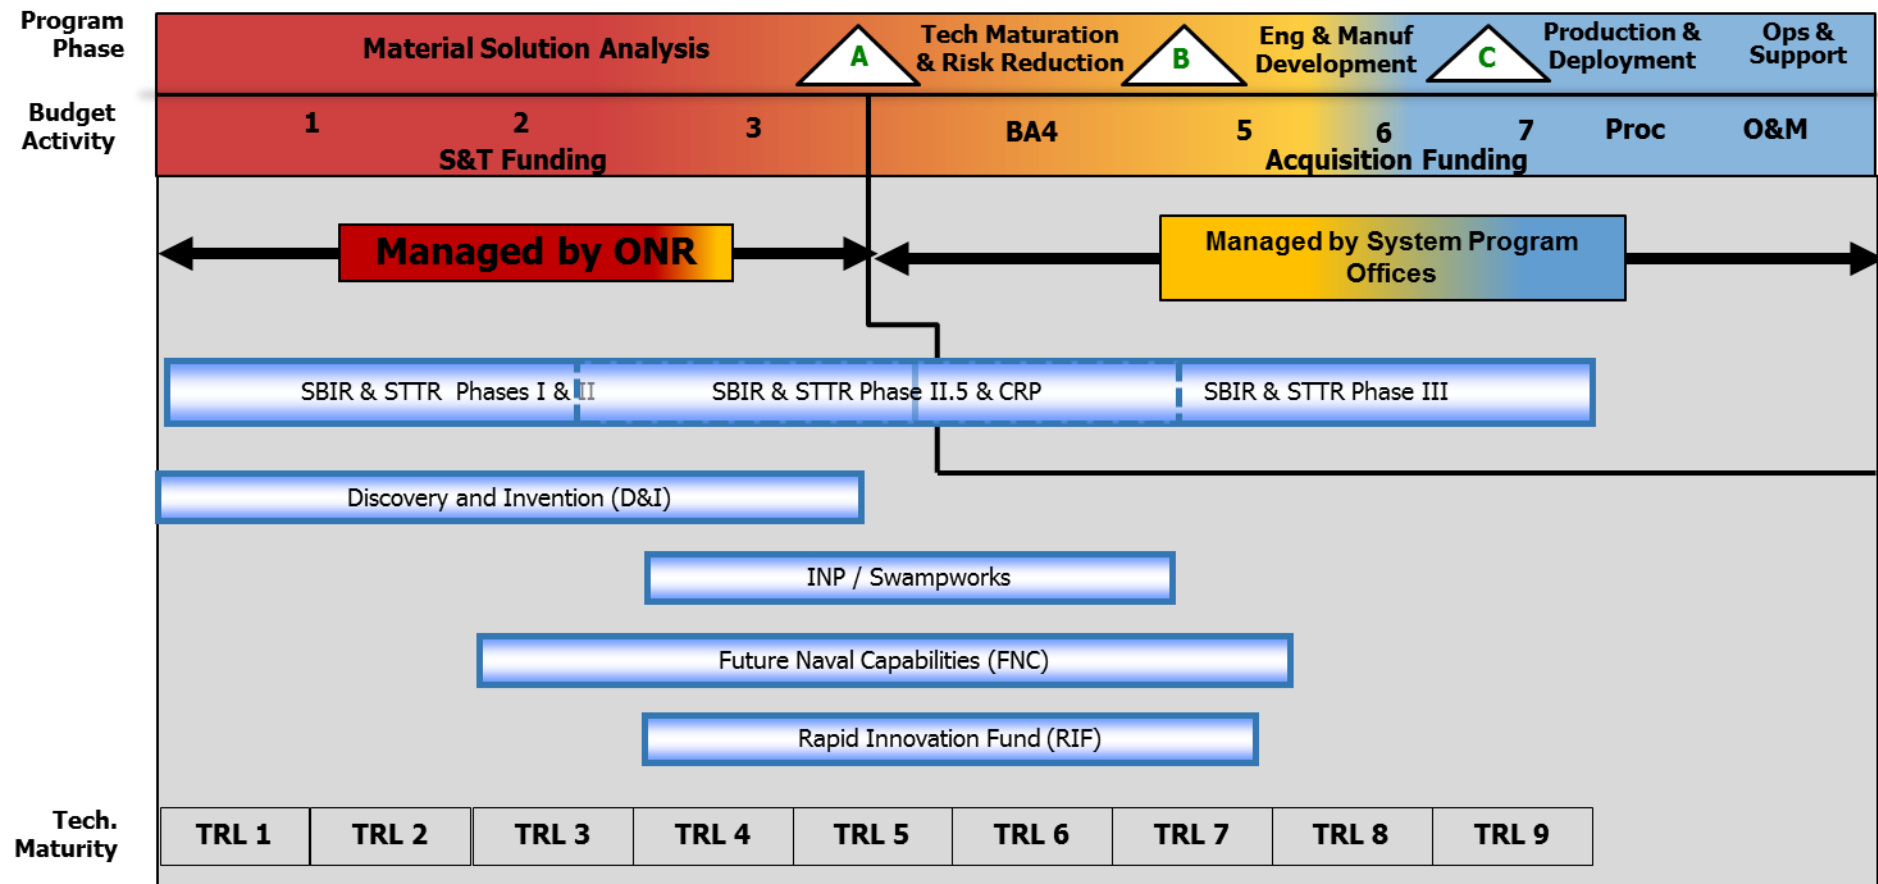 Program
Phase
Material Solution Analysis
A
Tech Maturation
& Risk Reduction
B
Eng & Manuf
Development
C
Production &
Deployment
Ops &
Support
Budget
Activity
1 2 3 BA4 5 6 7 Proc O&M
S&T Funding Acquisition Funding
Managed by ONR
Managed by System Program
Offices
SBIR & STTR Phases I & II SBIR & STTR Phase II.5 & CRP SBIR & STTR Phase III
Discovery and Invention (D&I)
INP / Swampworks
Future Naval Capabilities (FNC)
Rapid Innovation Fund (RIF)
Tech.
Maturity
TRL 1 TRL 2 TRL 3 TRL 4 TRL 5 TRL 6 TRL 7 TRL 8 TRL 9